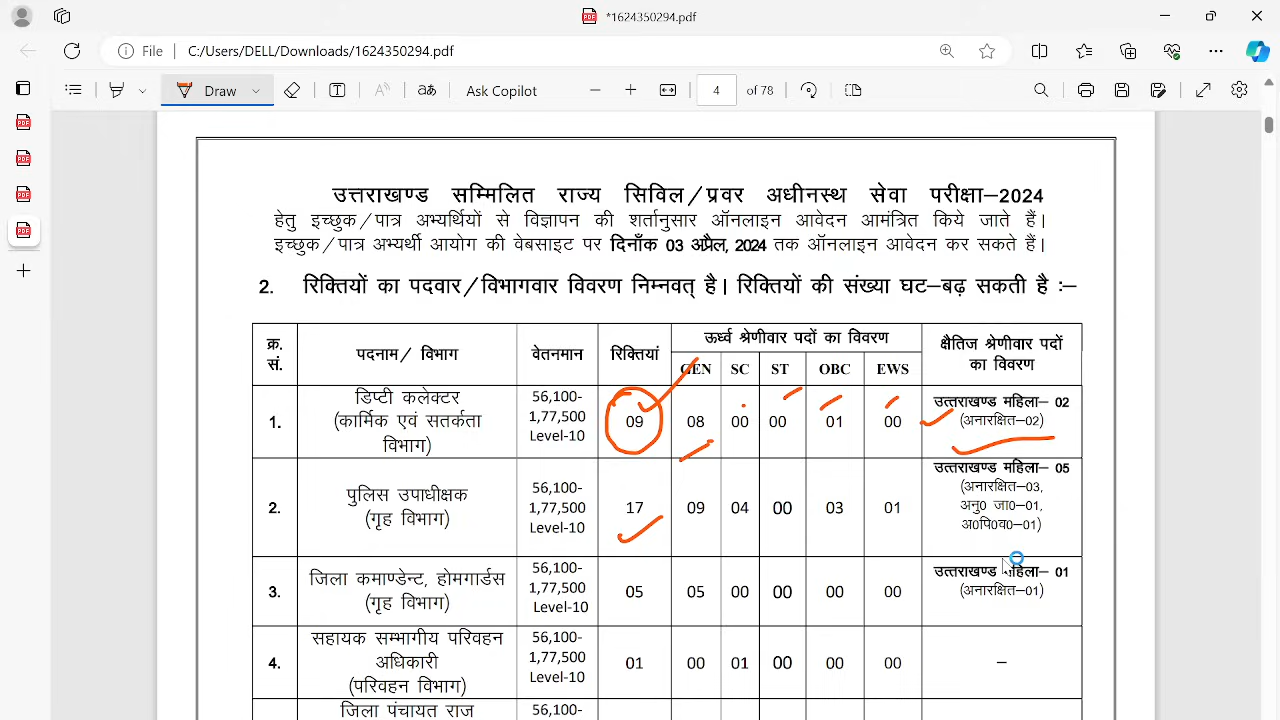 *1624350294.pdf
File
C:/Users/DELL/Downloads/1624350294.pdf
Draw
aあ
Ask Copilot
4 of 78
उत्तराखण्ड सम्मिलित राज्य सिविल/प्रवर अधीनस्थ सेवा परीक्षा–2024
हेतु इच्छुक/पात्र अभ्यर्थियों से विज्ञापन की शर्तानुसार ऑनलाइन आवेदन आमंत्रित किये जाते हैं।
इच्छुक/पात्र अभ्यर्थी आयोग की वेबसाइट पर दिनाँक 03 अप्रैल, 2024 तक ऑनलाइन आवेदन कर सकते हैं।
2. रिक्तियों का पदवार/विभागवार विवरण निम्नवत् है। रिक्तियों की संख्या घट–बढ़ सकती है :–
क्र. सं.
पदनाम/ विभाग
वेतनमान
रिक्तियां
ऊर्ध्व श्रेणीवार पदों का विवरण
GEN SC ST OBC EWS
क्षैतिज श्रेणीवार पदों
का विवरण
1.
डिप्टी कलेक्टर
(कार्मिक एवं सतर्कता
विभाग)
56,100-
1,77,500
Level-10
09 08 00 00 01 00
उत्तराखण्ड महिला– 02
(अनारक्षित–02)
2.
पुलिस उपाधीक्षक
(गृह विभाग)
56,100-
1,77,500
Level-10
17 09 04 00 03 01
उत्तराखण्ड महिला– 05
(अनारक्षित–03,
अनु0 जा0–01,
अ0पि0व0–01)
3.
जिला कमाण्डेन्ट, होमगार्डस
(गृह विभाग)
56,100-
1,77,500
Level-10
05 05 00 00 00 00
उत्तराखण्ड महिला– 01
(अनारक्षित–01)
4.
सहायक सम्भागीय परिवहन
अधिकारी
(परिवहन विभाग)
56,100-
1,77,500
Level-10
01 00 01 00 00 00
–
जिला पंचायत राज
56,100-